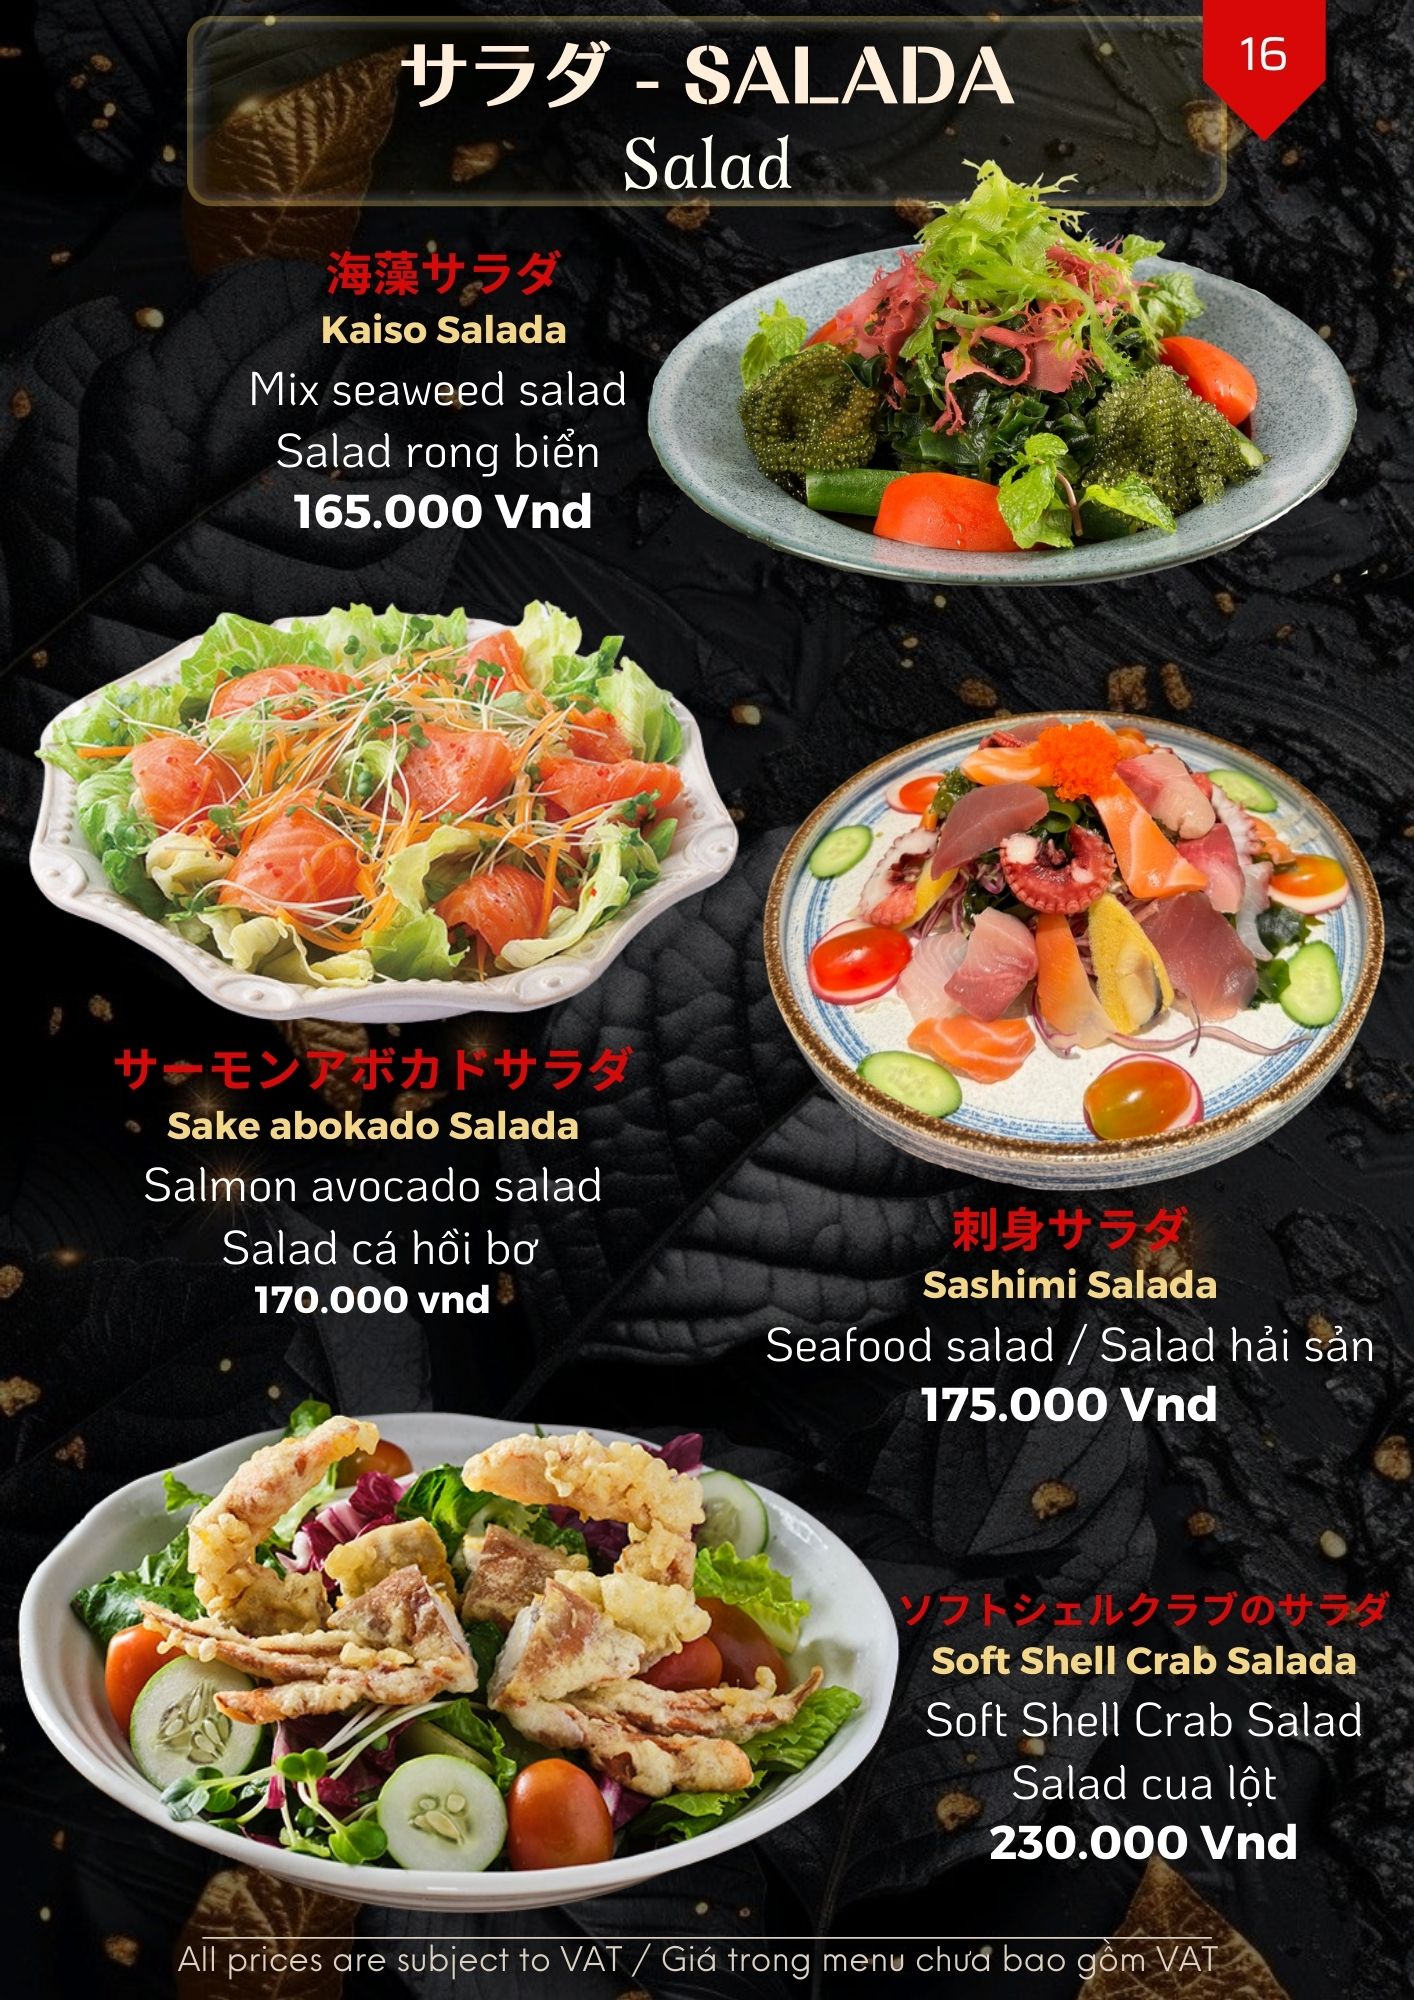 サラダ - SALADA
Salad
16
海藻サラダ
Kaiso Salada
Mix seaweed salad
Salad rong biển
165.000 Vnd
サーモンアボカドサラダ
Sake abokado Salada
Salmon avocado salad
Salad cá hồi bơ
170.000 vnd
刺身サラダ
Sashimi Salada
Seafood salad / Salad hải sản
175.000 Vnd
ソフトシェルクラブのサラダ
Soft Shell Crab Salada
Soft Shell Crab Salad
Salad cua lột
230.000 Vnd
All prices are subject to VAT / Giá trong menu chưa bao gồm VAT